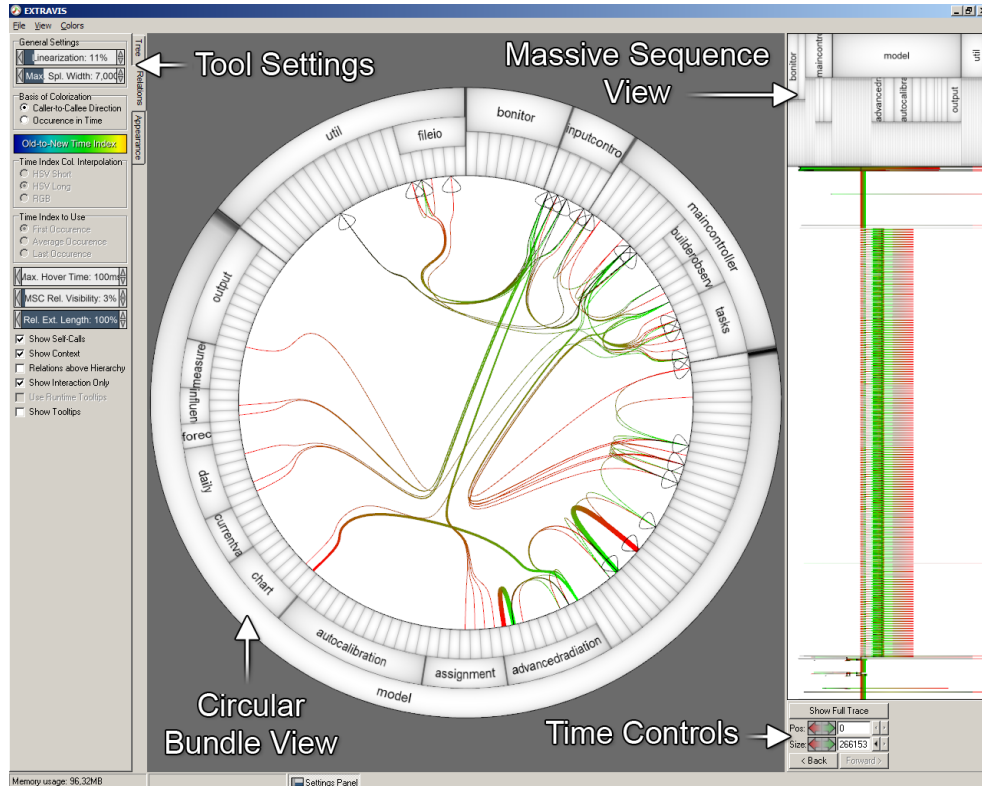 EXTRAVIS
File View Colors
General Settings
Linearization: 11%
Max. Spl. Width: 7,000
Basis of Colorization
Caller-to-Callee Direction
Occurence in Time
Old-to-New Time Index
Time Index Col. Interpolation
HSV Short
HSV Long
RGB
Time Index to Use
First Occurence
Average Occurence
Last Occurence
Max. Hover Time: 100ms
MSC Rel. Visibility: 3%
Rel. Ext. Length: 100%
Show Self-Calls
Show Context
Relations above Hierarchy
Show Interaction Only
Use Runtime Tooltips
Show Tooltips
Tree
Relations
Appearance
Tool Settings
Massive Sequence
View
util
fileio
bonitor
inputcontro
maincontroller
builderobserv
tasks
output
measure
influen
forec
daily
currentva
chart
autocalibration
assignment
advancedradiation
model
Circular
Bundle View
Time Controls
bonitor
maincontro
model
util
advancedr
autocalibra
output
Show Full Trace
Pos: 0
Size: 266153
< Back Forward >
Memory usage: 96,32MB
Settings Panel